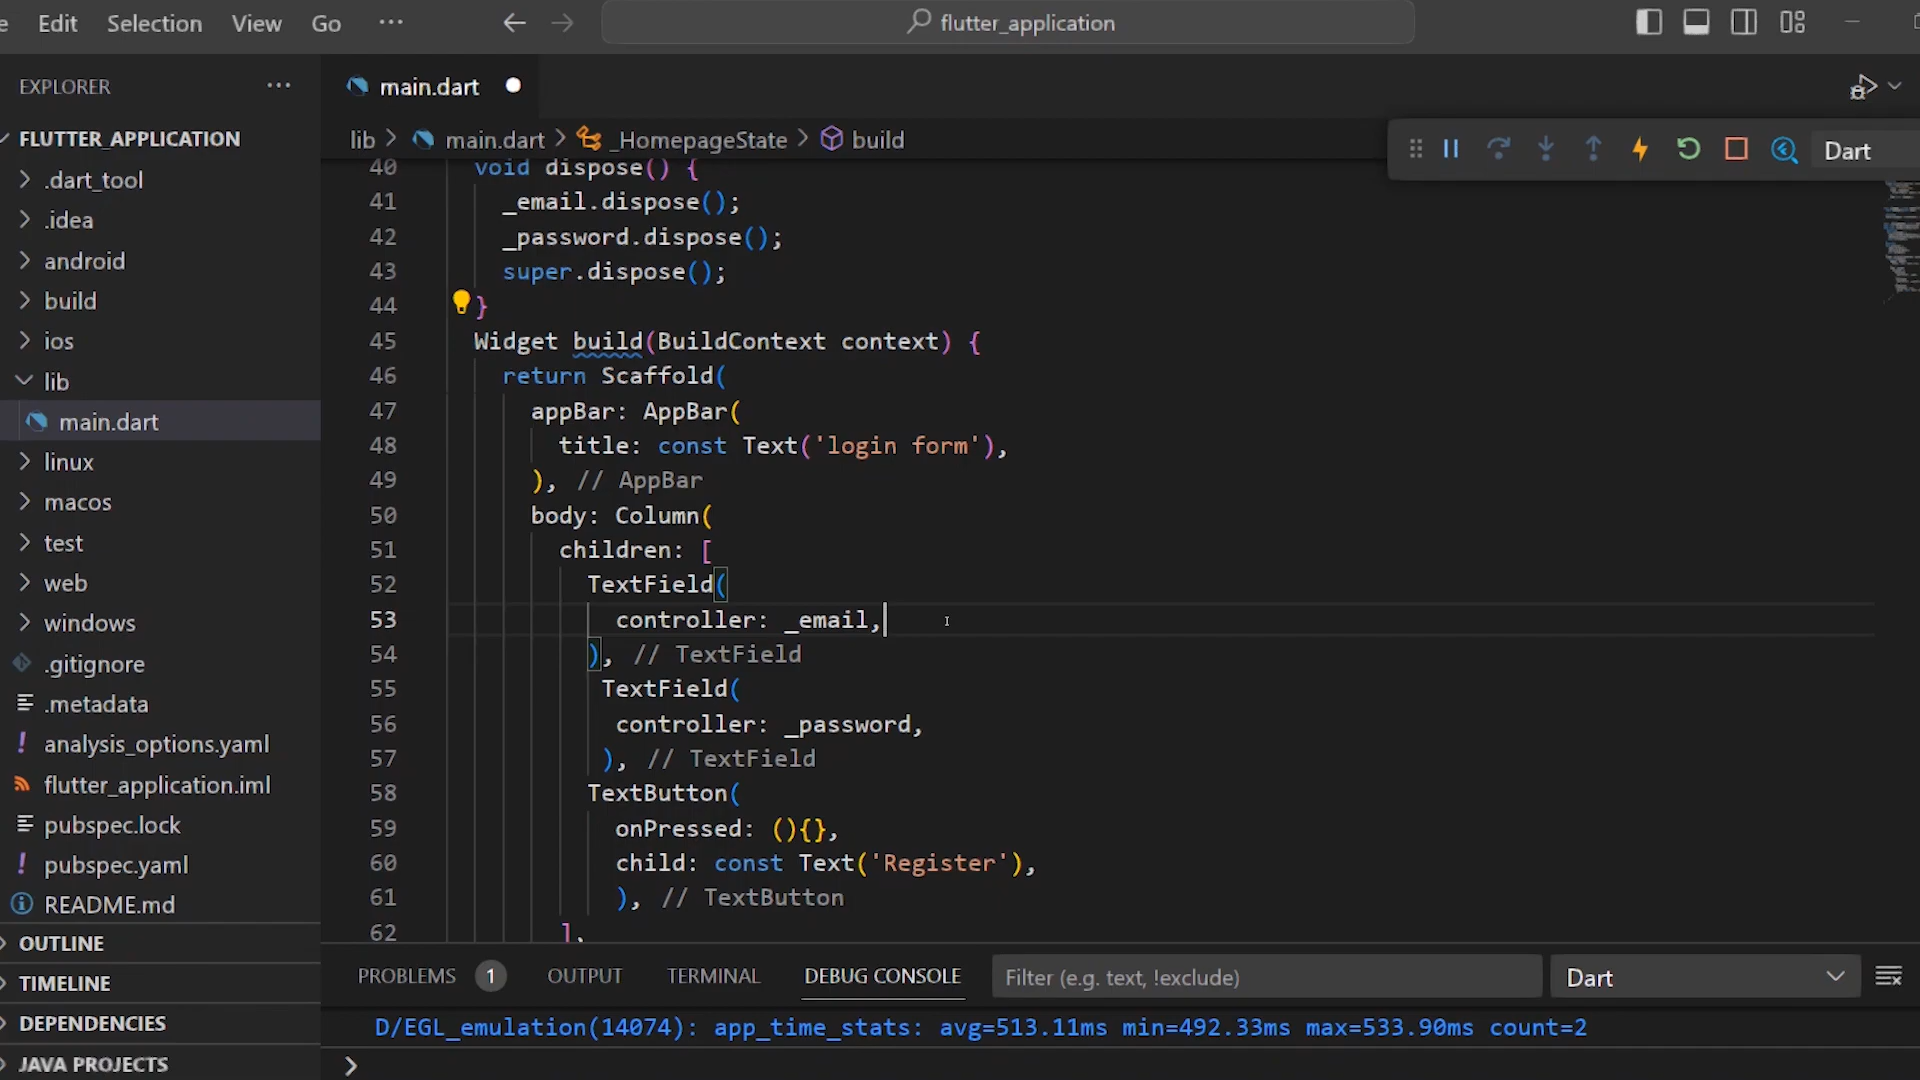 Edit Selection View Go ...
flutter_application
EXPLORER ...
FLUTTER_APPLICATION
.dart_tool
.idea
android
build
ios
lib
main.dart
linux
macos
test
web
windows
.gitignore
.metadata
! analysis_options.yaml
flutter_application.iml
pubspec.lock
! pubspec.yaml
README.md
OUTLINE
TIMELINE
DEPENDENCIES
JAVA PROJECTS
main.dart
lib > main.dart > _HomepageState > build
Dart
40 void dispose() {
41 _email.dispose();
42 _password.dispose();
43 super.dispose();
44 }
45 Widget build(BuildContext context) {
46 return Scaffold(
47 appBar: AppBar(
48 title: const Text('login form'),
49 ), // AppBar
50 body: Column(
51 children: [
52 TextField(
53 controller: _email,
54 ), // TextField
55 TextField(
56 controller: _password,
57 ), // TextField
58 TextButton(
59 onPressed: (){},
60 child: const Text('Register'),
61 ), // TextButton
62 ],
PROBLEMS 1 OUTPUT TERMINAL DEBUG CONSOLE Filter (e.g. text, !exclude) Dart
D/EGL_emulation(14074): app_time_stats: avg=513.11ms min=492.33ms max=533.90ms count=2
>